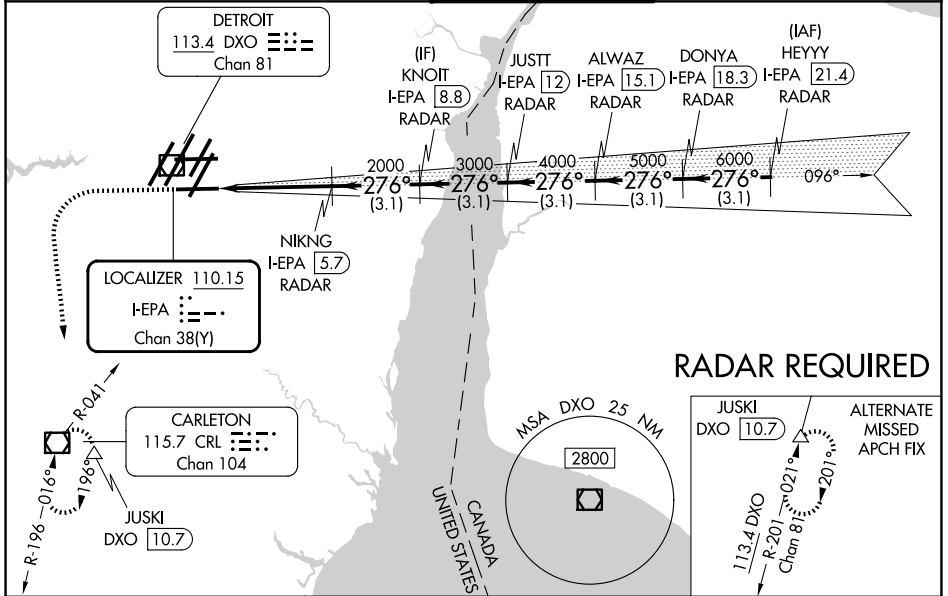 DETROIT
113.4 DXO
Chan 81
(IF)
KNOIT
I-EPA 8.8
RADAR
JUSTT
I-EPA 12
RADAR
ALWAZ
I-EPA 15.1
RADAR
DONYA
I-EPA 18.3
RADAR
(IAF)
HEYYY
I-EPA 21.4
RADAR
2000
3000
4000
5000
6000
276°
276°
276°
276°
276°
096°
(3.1)
(3.1)
(3.1)
(3.1)
(3.1)
NIKNG
I-EPA 5.7
RADAR
LOCALIZER 110.15
I-EPA
Chan 38(Y)
RADAR REQUIRED
R-041
CARLETON
115.7 CRL
Chan 104
016°
R-196
196°
JUSKI
DXO 10.7
MSA DXO 25 NM
2800
CANADA
UNITED STATES
JUSKI
DXO 10.7
ALTERNATE
MISSED
APCH FIX
021°
201°
113.4 DXO
R-201
Chan 81